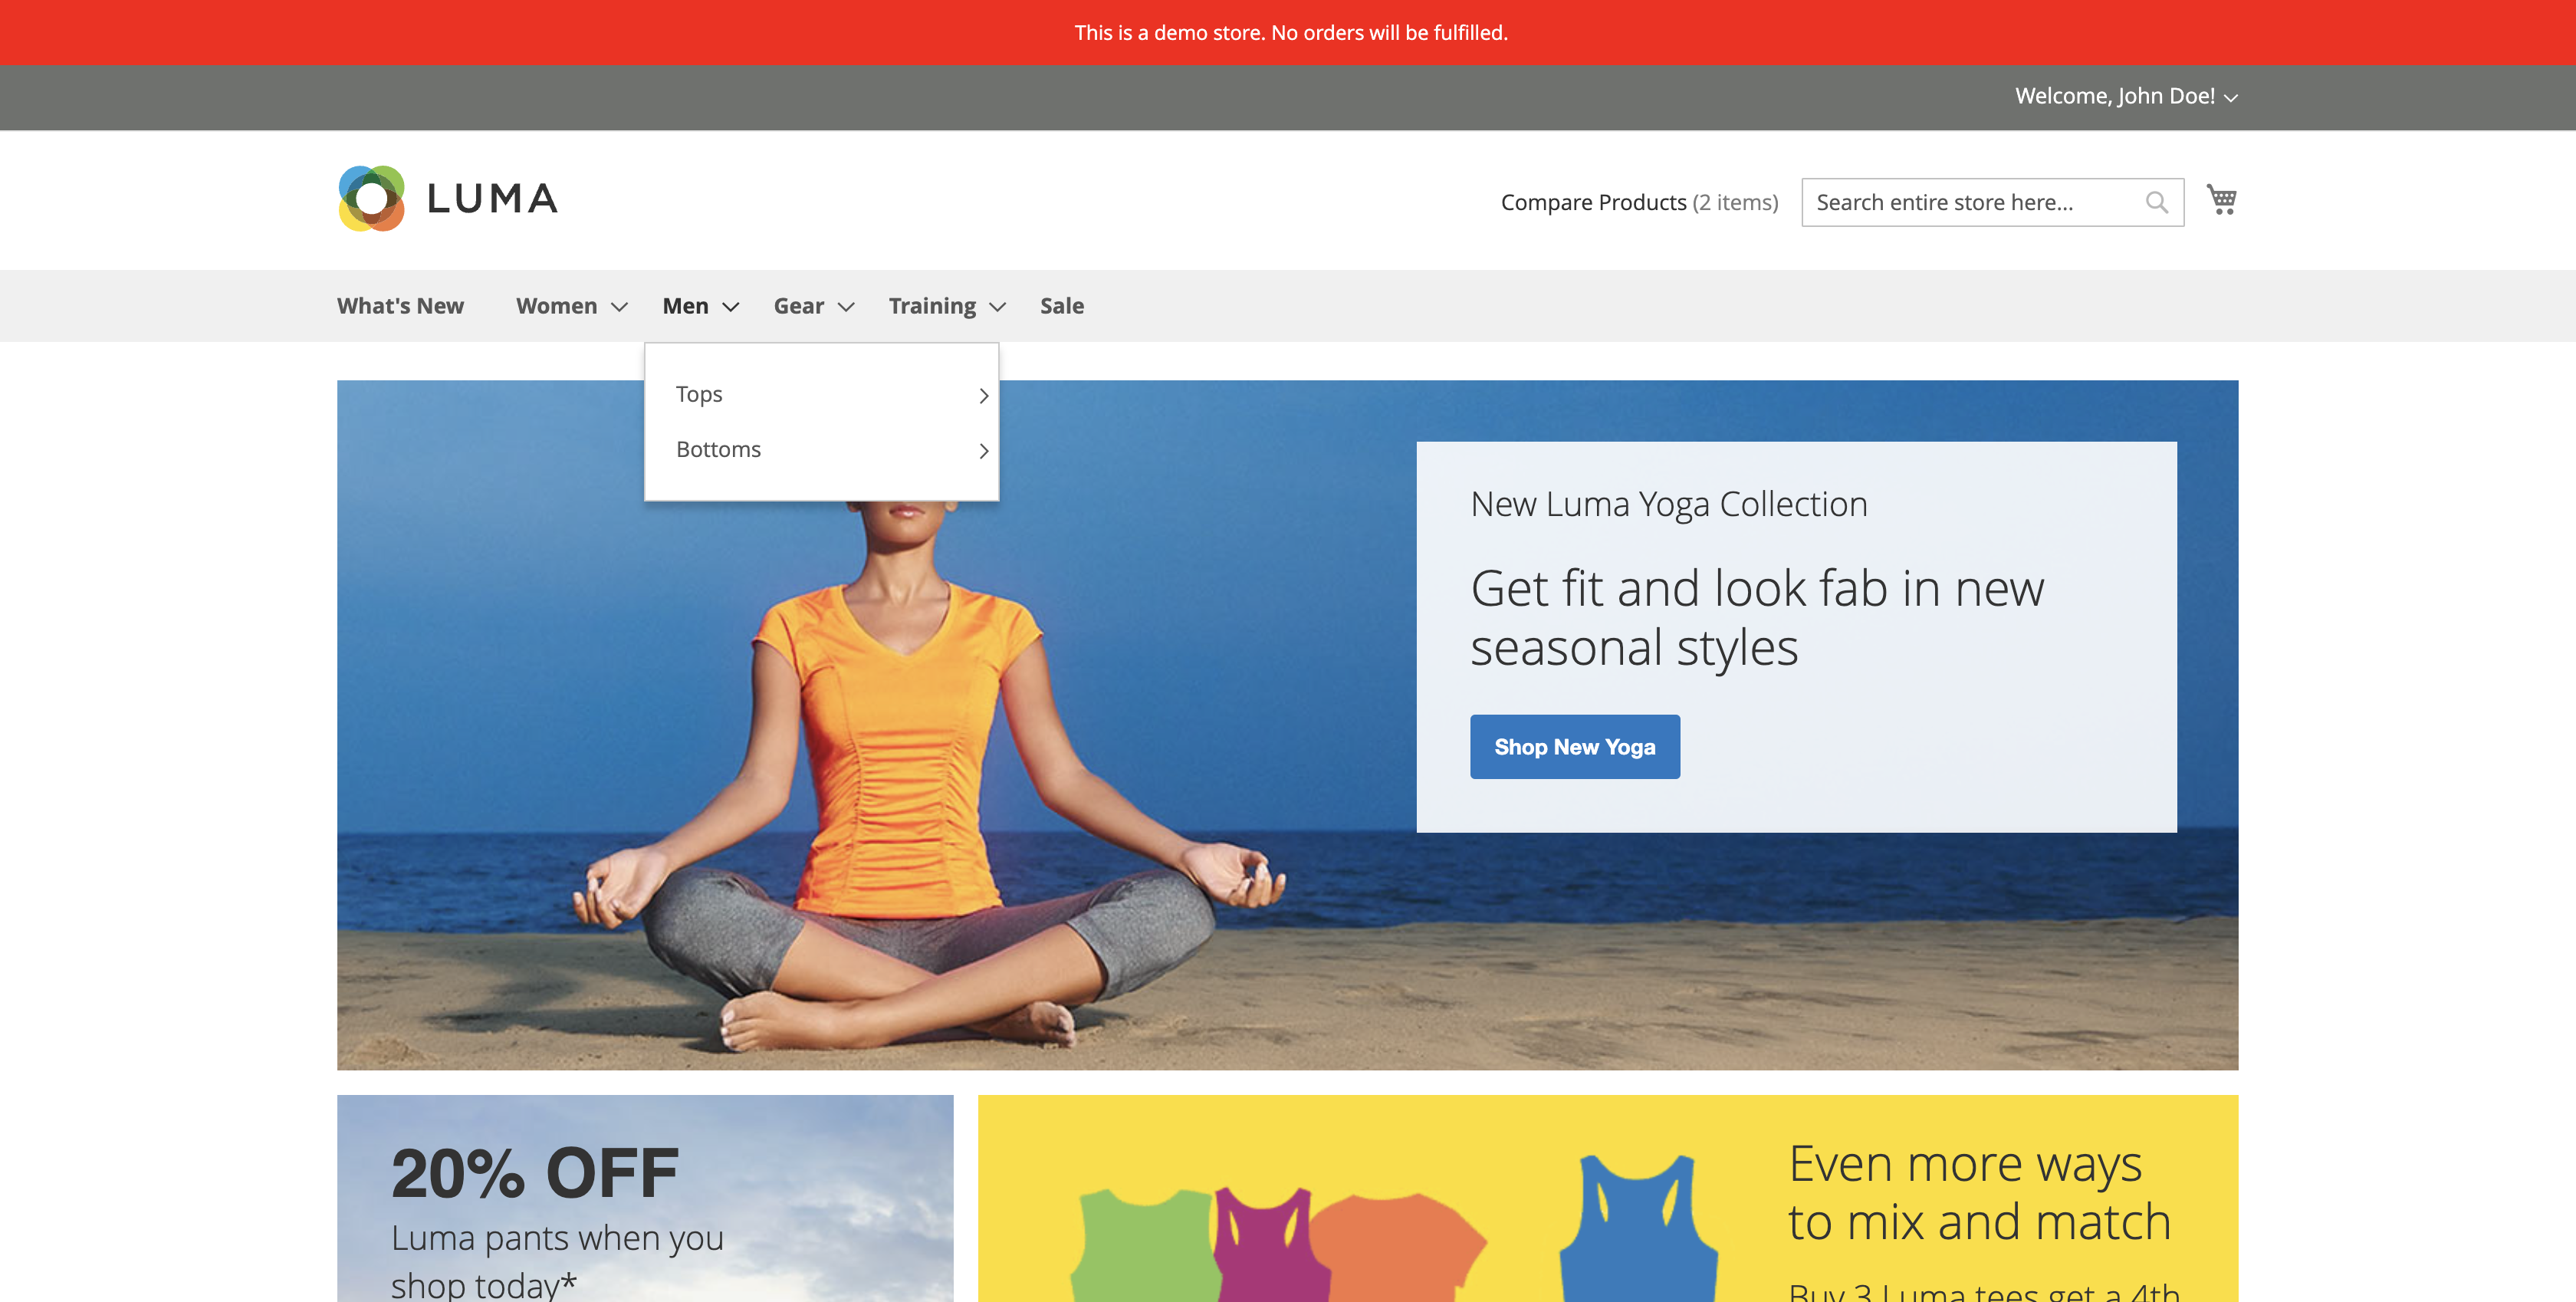 This is a demo store. No orders will be fulfilled.
Welcome, John Doe!
LUMA
Compare Products (2 items)
Search entire store here...
What's New
Women
Men
Gear
Training
Sale
Tops
Bottoms
New Luma Yoga Collection
Get fit and look fab in new
seasonal styles
Shop New Yoga
20% OFF
Luma pants when you
shop today*
Even more ways
to mix and match
Buy 3 Luma tees get a 4th